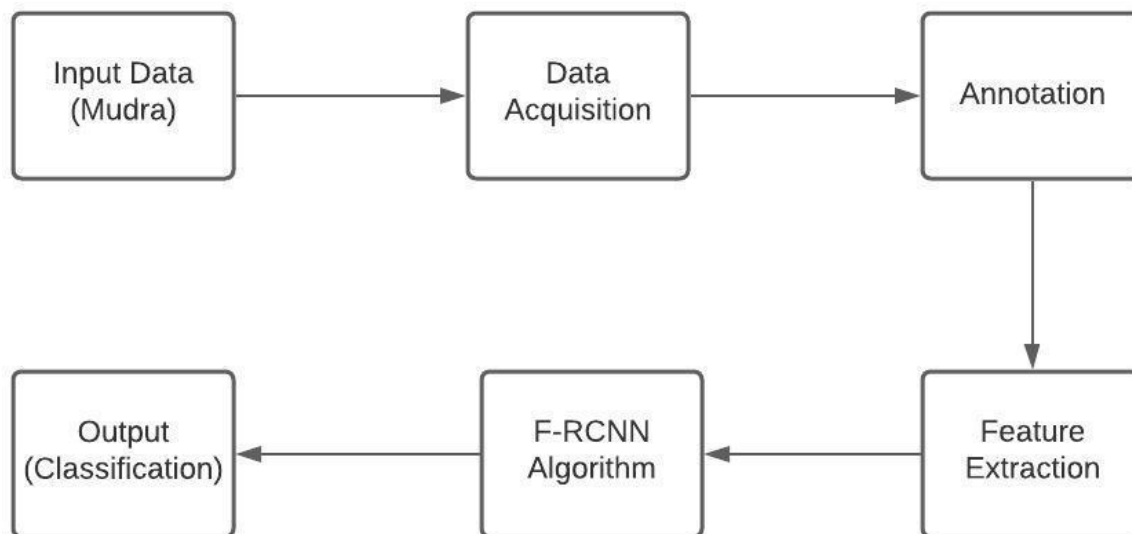 Input Data
(Mudra)
Data
Acquisition
Annotation
Feature
Extraction
F-RCNN
Algorithm
Output
(Classification)